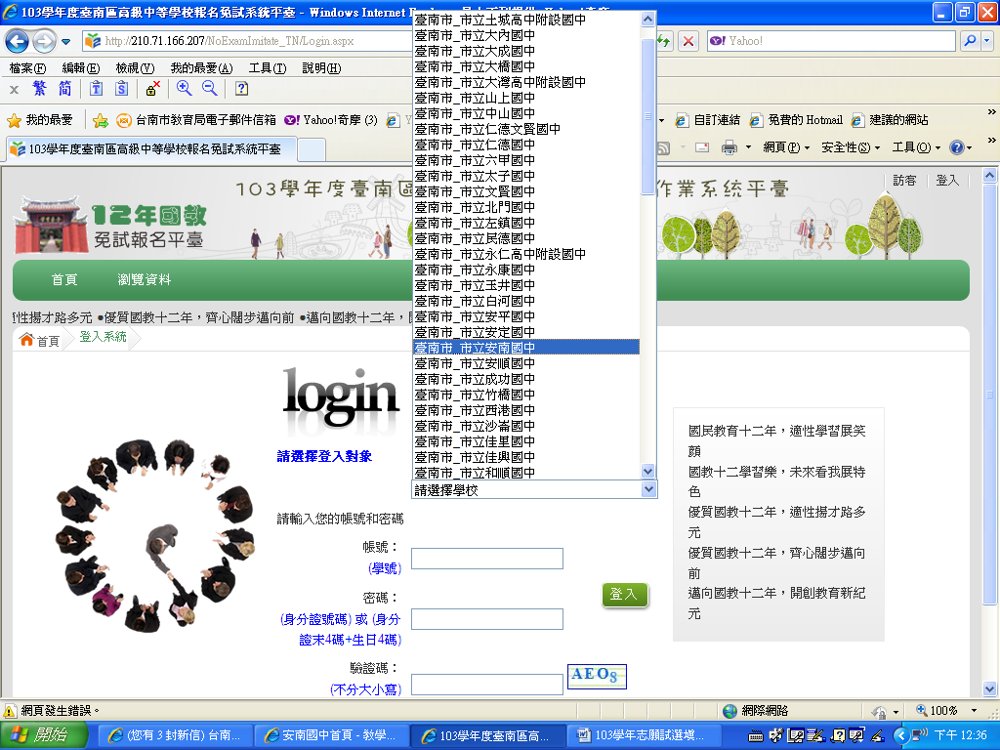 103學年度臺南區高級中等學校報名免試系統平臺 - Windows Internet
http://210.71.166.207/NoExamImitate_TN/Login.aspx
Yahoo!
檔案(F) 編輯(E) 檢視(V) 我的最愛(A) 工具(T) 說明(H)
x 繁 简
我的最愛 台南市教育局電子郵件信箱 Yahoo!奇摩 (3) 自訂連結 免費的 Hotmail 建議的網站
103學年度臺南區高級中等學校報名免試系統平臺
網頁(P) 安全性(S) 工具(O)
訪客 登入
103學年度臺南區
作業系統平臺
12年國教
免試報名平臺
首頁 瀏覽資料
性揚才路多元 ●優質國教十二年，齊心闊步邁向前 ●邁向國教十二年，
首頁 登入系統
臺南市_市立土城高中附設國中
臺南市_市立大內國中
臺南市_市立大成國中
臺南市_市立大橋國中
臺南市_市立大灣高中附設國中
臺南市_市立山上國中
臺南市_市立中山國中
臺南市_市立仁德文賢國中
臺南市_市立仁德國中
臺南市_市立六甲國中
臺南市_市立太子國中
臺南市_市立文賢國中
臺南市_市立北門國中
臺南市_市立左鎮國中
臺南市_市立民德國中
臺南市_市立永仁高中附設國中
臺南市_市立永康國中
臺南市_市立玉井國中
臺南市_市立白河國中
臺南市_市立安平國中
臺南市_市立安定國中
臺南市_市立安南國中
臺南市_市立安順國中
臺南市_市立成功國中
臺南市_市立竹橋國中
臺南市_市立西港國中
臺南市_市立沙崙國中
臺南市_市立佳里國中
臺南市_市立佳興國中
臺南市_市立和順國中
請選擇學校
login
請選擇登入對象
請輸入您的帳號和密碼
帳號：
(學號)
密碼：
(身分證號碼) 或 (身分
證末4碼+生日4碼)
驗證碼：
(不分大小寫)
AEOS
登入
國民教育十二年，適性學習展笑
顏
國教十二學習樂，未來看我展特
色
優質國教十二年，適性揚才路多
元
優質國教十二年，齊心闊步邁向
前
邁向國教十二年，開創教育新紀
元
網頁發生錯誤。
網際網路
100%
開始
(您有 3 封新信) 台南...
安南國中首頁 - 教學...
103學年度臺南區高...
103學年志願試選填...
下午 12:36